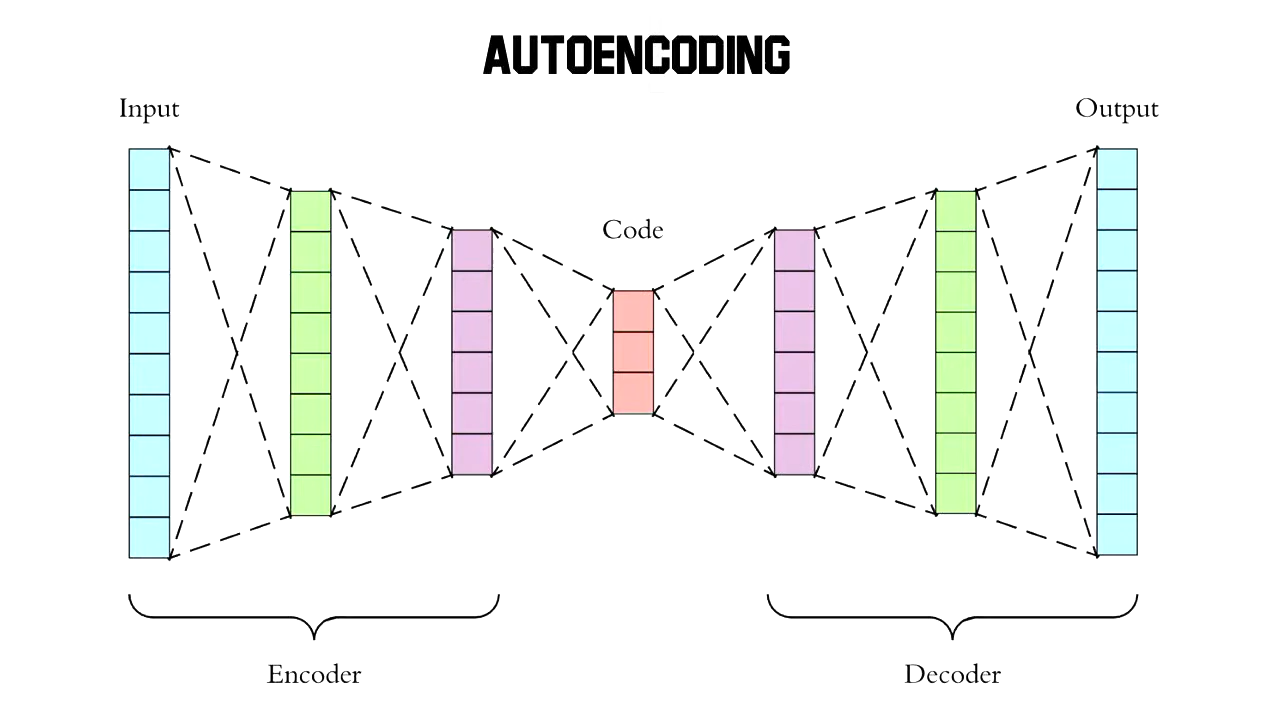 AUTOENCODING
Input
Output
Code
Encoder
Decoder